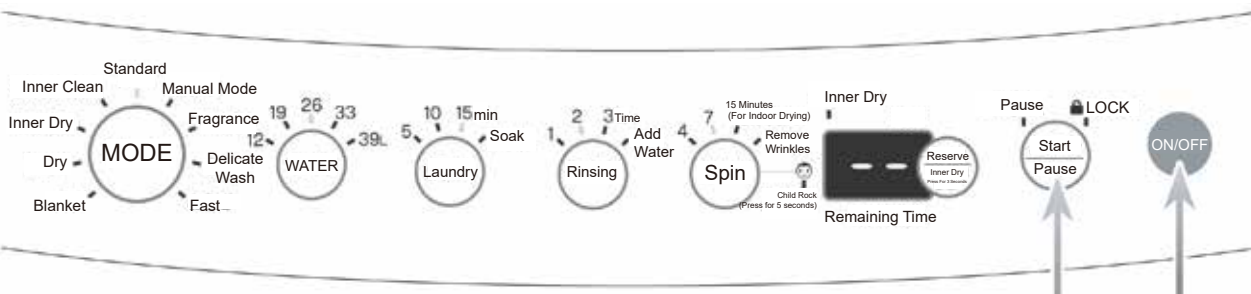 Standard
Inner Clean
Manual Mode
Inner Dry
Fragrance
Dry
Delicate
Wash
Blanket
Fast
MODE
12
19
26
33
39L
WATER
5
10
15min
Soak
Laundry
1
2
3Time
Add
Water
Rinsing
4
7
15 Minutes
(For Indoor Drying)
Remove
Wrinkles
Spin
Child Rock
(Press for 5 seconds)
Inner Dry
Reserve
Inner Dry
Press For 3 Seconds
Remaining Time
Pause
LOCK
Start
Pause
ON/OFF